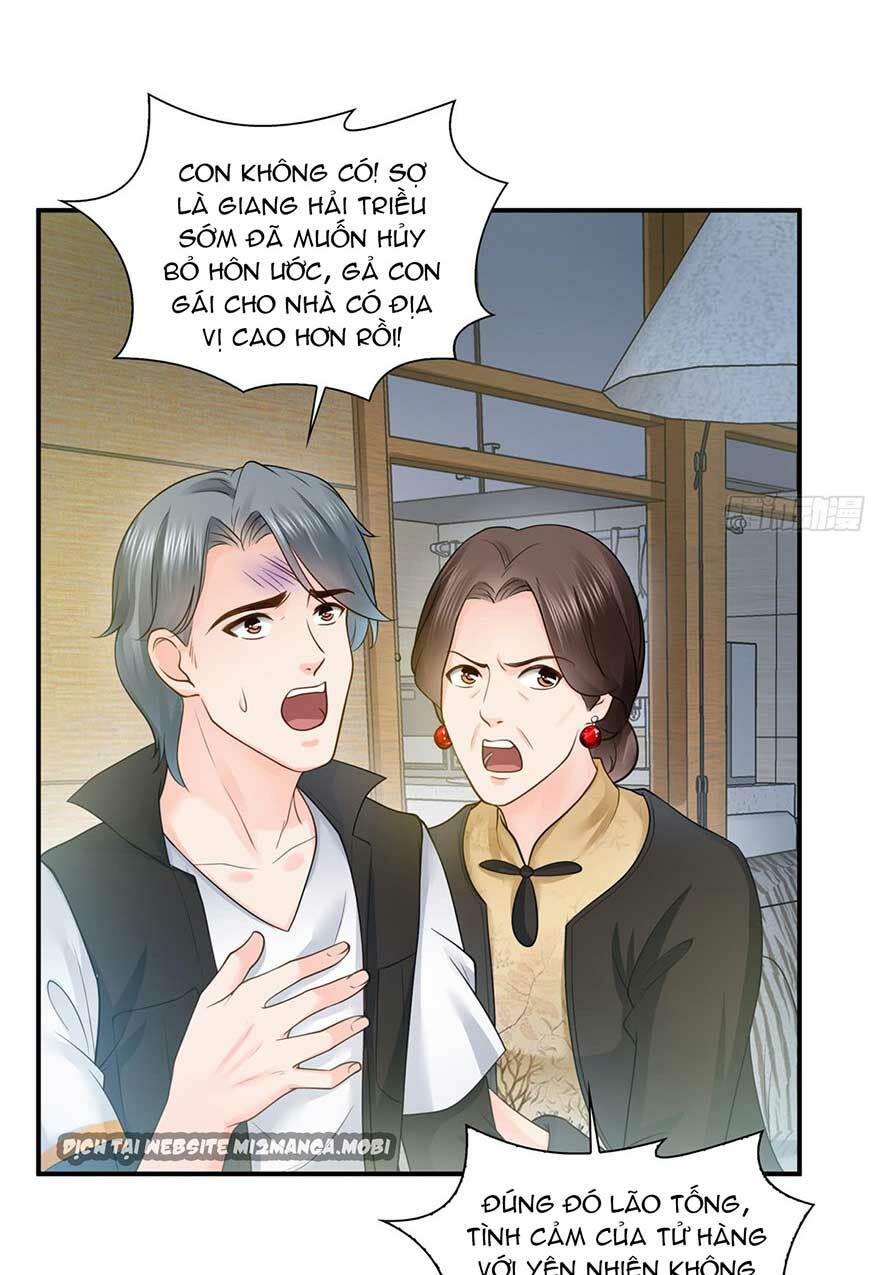 CON KHÔNG CÓ! SỢ
LÀ GIANG HẢI TRIỀU
SỚM ĐÃ MUỐN HỦY
BỎ HÔN ƯỚC, GẢ CON
GÁI CHO NHÀ CÓ ĐỊA
VỊ CAO HƠN RỒI!
DỊCH TẠI WEBSITE MI2MANGA.MOBI
ĐÚNG ĐÓ LÃO TỐNG,
TÌNH CẢM CỦA TỬ HÀNG
VỚI YÊN NHIÊN KHÔNG